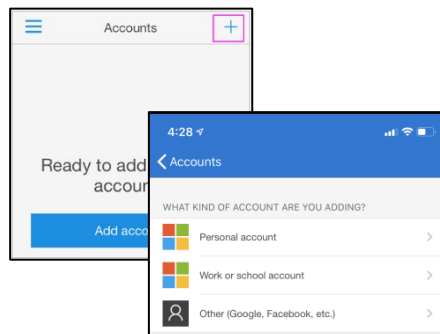 Accounts
Ready to add
accoun
Add acco
4:28
Accounts
WHAT KIND OF ACCOUNT ARE YOU ADDING?
Personal account
Work or school account
Other (Google, Facebook, etc.)